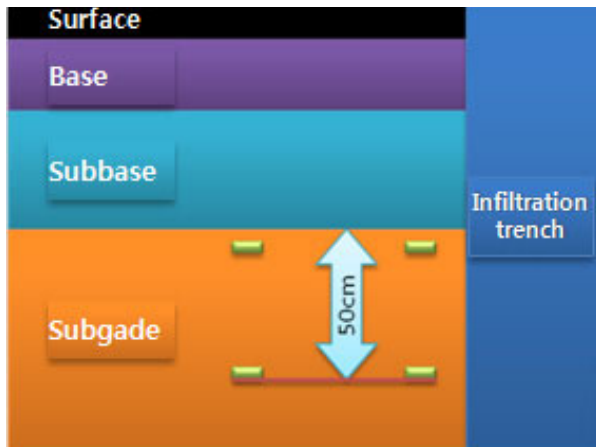 Surface
Base
Subbase
Infiltration
trench
50cm
Subgade